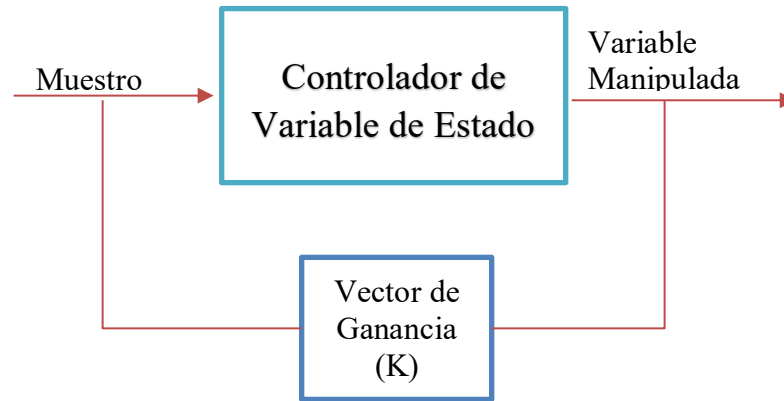 Muestro
Controlador de
Variable de Estado
Variable
Manipulada
Vector de
Ganancia
(K)